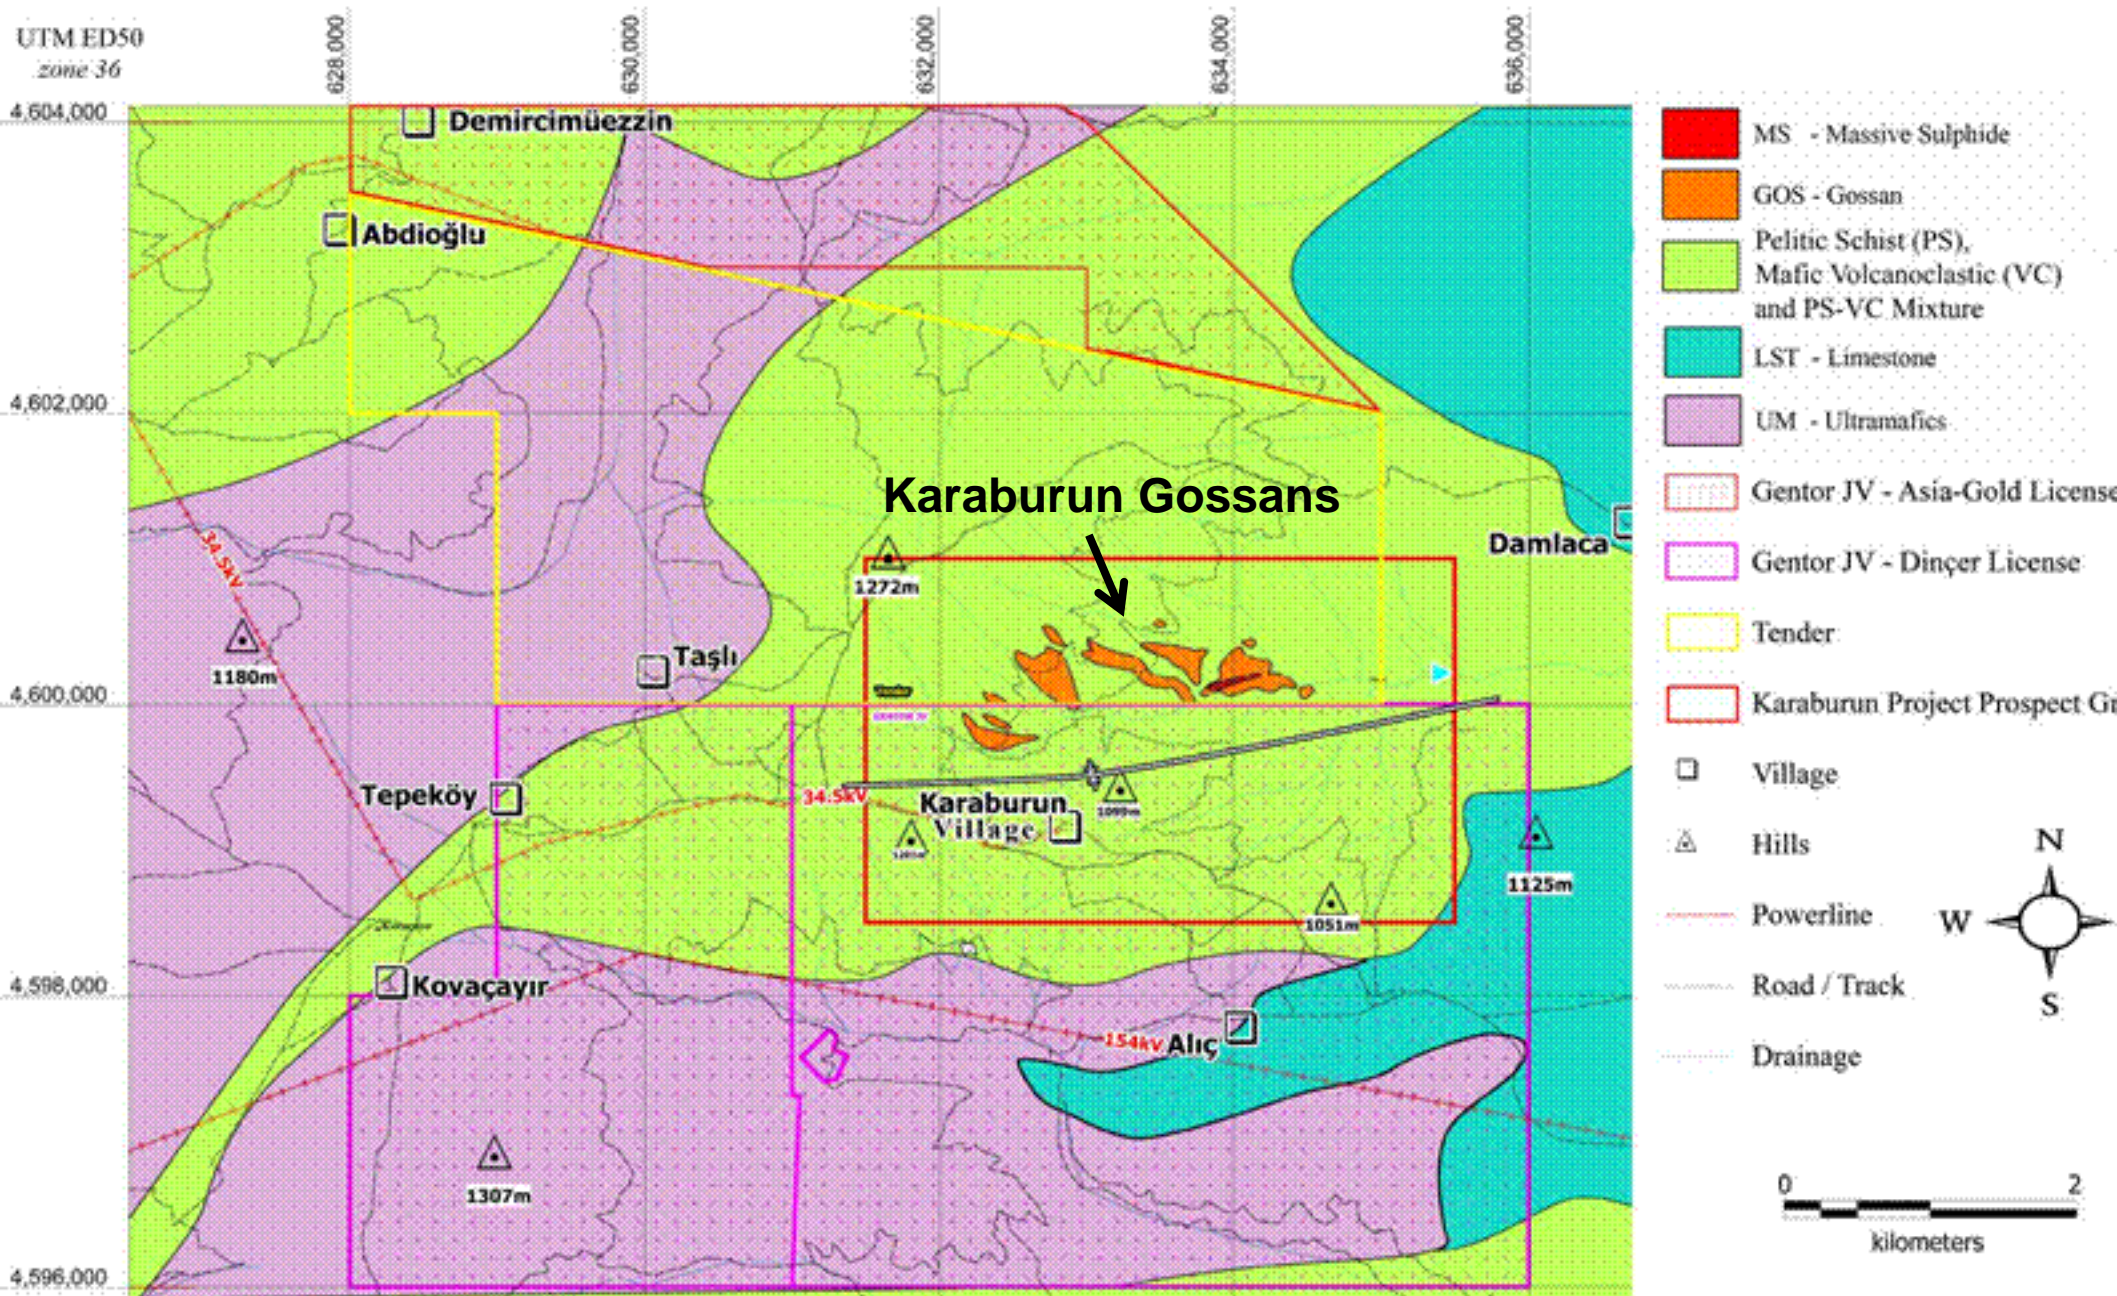 UTM ED50
zone 36
628,000
630,000
632,000
634,000
636,000
4,604,000
4,602,000
4,600,000
4,598,000
4,596,000
Demircimüezzin
Abdioğlu
34.5kV
1180m
Karaburun Gossans
1272m
Damlaca
Taşlı
Tender
Tepeköy
34.5kV
Karaburun
Village
1099m
1125m
1051m
Kovaçayır
154kV
Alıç
1307m
MS - Massive Sulphide
GOS - Gossan
Pelitic Schist (PS),
Mafic Volcanoclastic (VC)
and PS-VC Mixture
LST - Limestone
UM - Ultramafics
Gentor JV - Asia-Gold License
Gentor JV - Dinçer License
Tender
Karaburun Project Prospect Gr
Village
Hills
Powerline
Road / Track
Drainage
N
W
S
0 2
kilometers